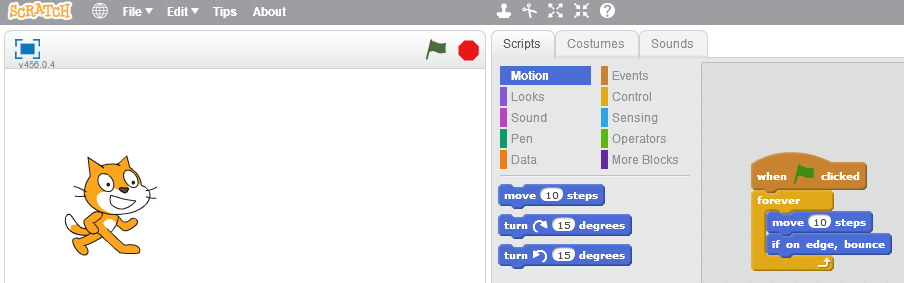 SCRATCH File Edit Tips About
v456.0.4
Scripts Costumes Sounds
Motion Events
Looks Control
Sound Sensing
Pen Operators
Data More Blocks
move 10 steps
turn 15 degrees
turn 15 degrees
when clicked
forever
move 10 steps
if on edge, bounce